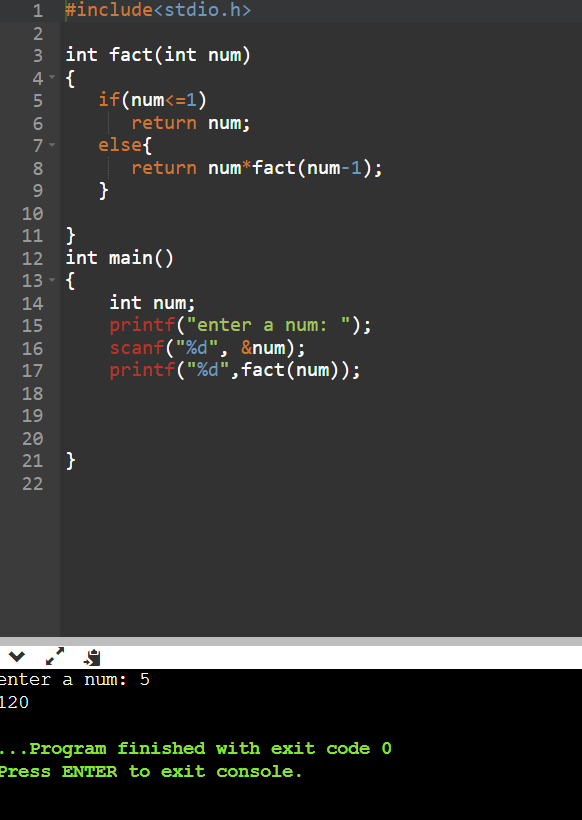 1 #include<stdio.h>
2
3 int fact(int num)
4 {
5    if(num<=1)
6       return num;
7    else{
8       return num*fact(num-1);
9    }
10
11 }
12 int main()
13 {
14     int num;
15     printf("enter a num: ");
16     scanf("%d", &num);
17     printf("%d",fact(num));
18
19
20
21 }
22
enter a num: 5
120
...Program finished with exit code 0
Press ENTER to exit console.